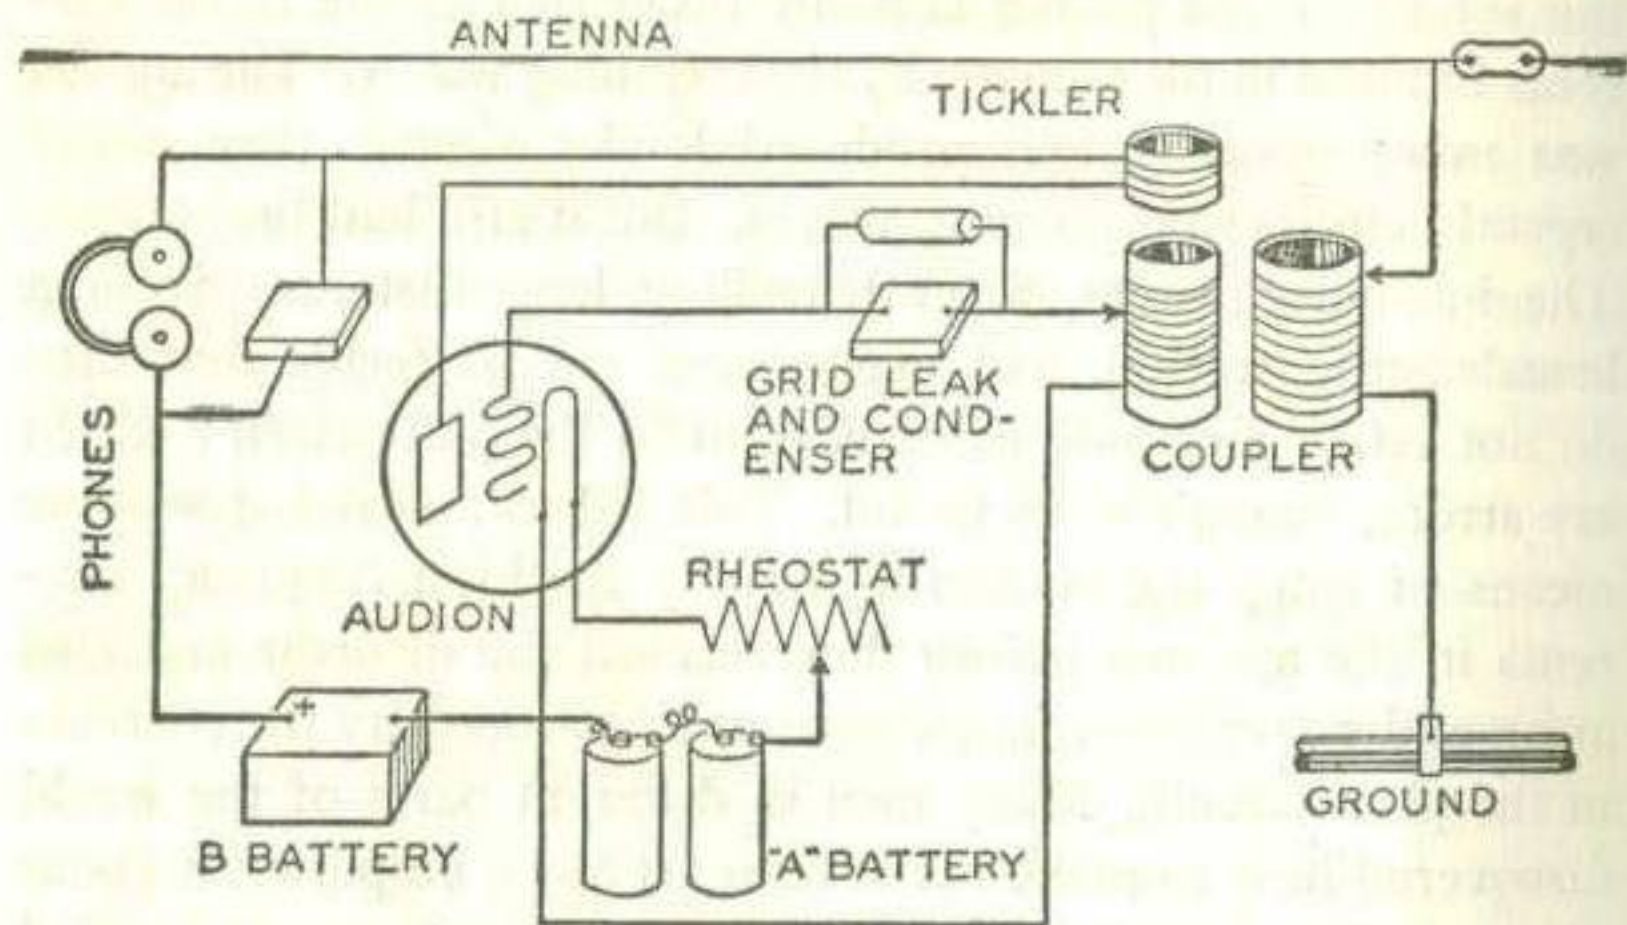 ANTENNA
TICKLER
GRID LEAK
AND COND-
ENSER
COUPLER
PHONES
RHEOSTAT
AUDION
+
B BATTERY
"A" BATTERY
GROUND